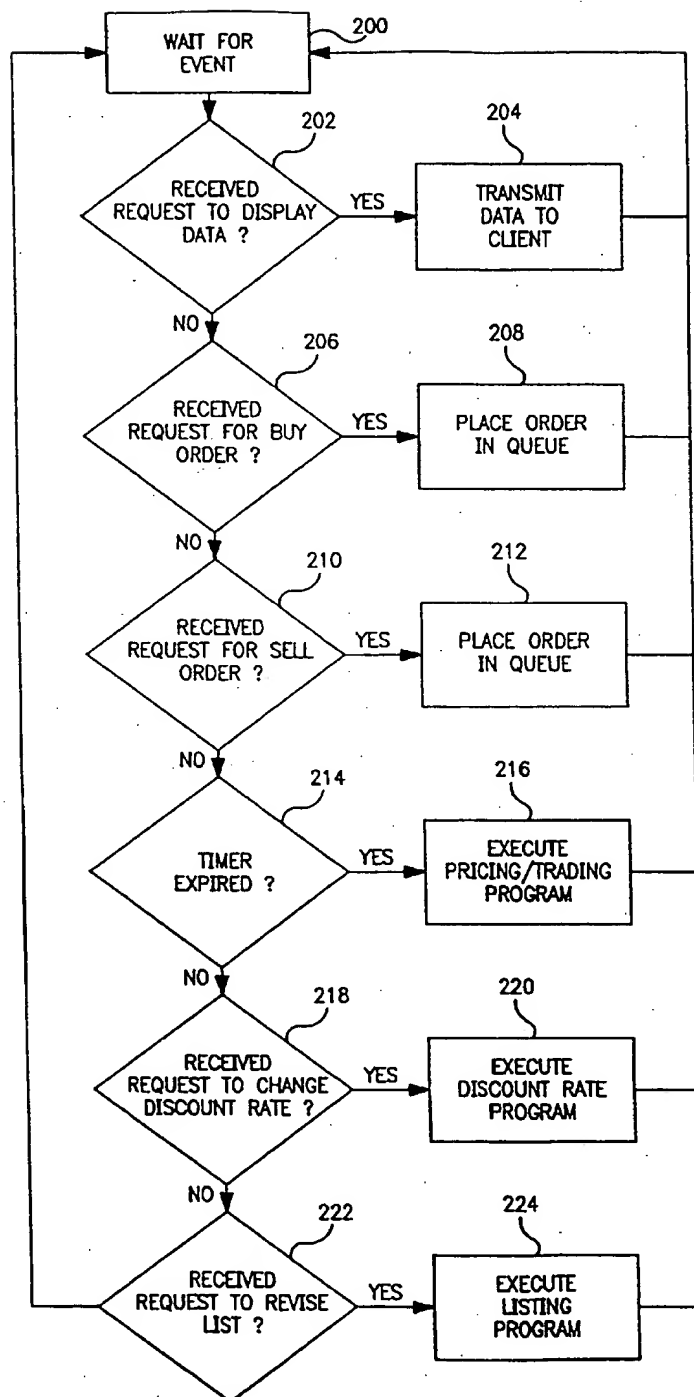 200
WAIT FOR
EVENT
202
RECEIVED
REQUEST TO DISPLAY
DATA ?
YES
204
TRANSMIT
DATA TO
CLIENT
NO
206
RECEIVED
REQUEST FOR BUY
ORDER ?
YES
208
PLACE ORDER
IN QUEUE
NO
210
RECEIVED
REQUEST FOR SELL
ORDER ?
YES
212
PLACE ORDER
IN QUEUE
NO
214
TIMER
EXPIRED ?
YES
216
EXECUTE
PRICING/TRADING
PROGRAM
NO
218
RECEIVED
REQUEST TO CHANGE
DISCOUNT RATE ?
YES
220
EXECUTE
DISCOUNT RATE
PROGRAM
NO
222
RECEIVED
REQUEST TO REVISE
LIST ?
YES
224
EXECUTE
LISTING
PROGRAM